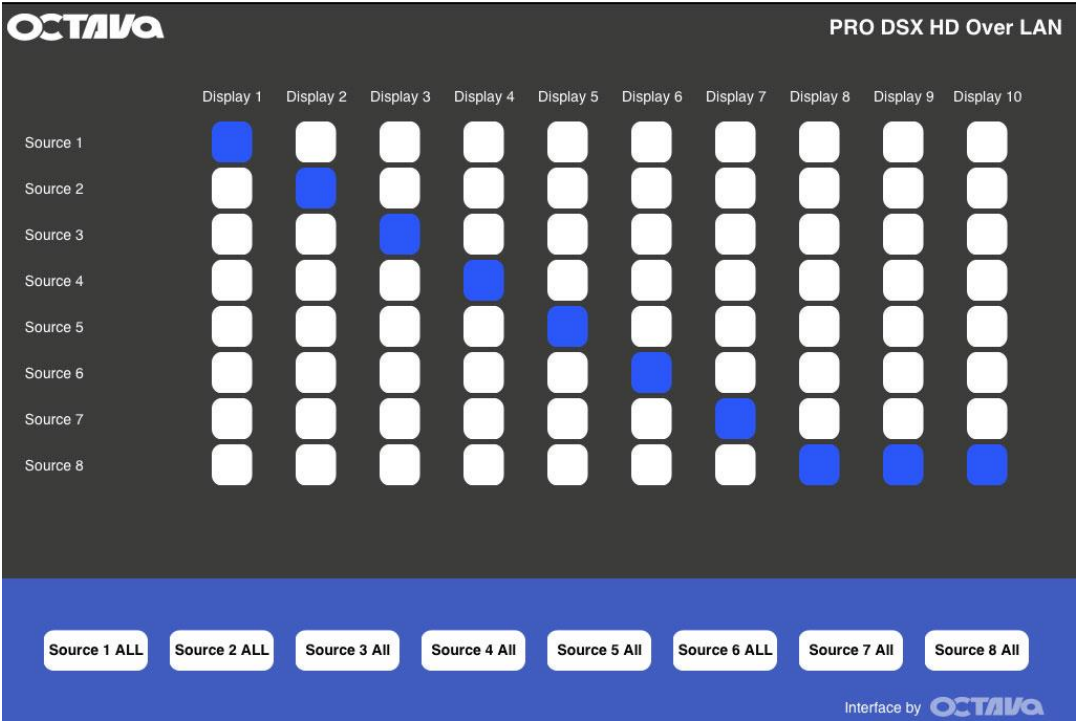 OCTAVA
PRO DSX HD Over LAN
Display 1 Display 2 Display 3 Display 4 Display 5 Display 6 Display 7 Display 8 Display 9 Display 10
Source 1
Source 2
Source 3
Source 4
Source 5
Source 6
Source 7
Source 8
Source 1 ALL Source 2 ALL Source 3 All Source 4 All Source 5 All Source 6 ALL Source 7 All Source 8 All
Interface by OCTAVA